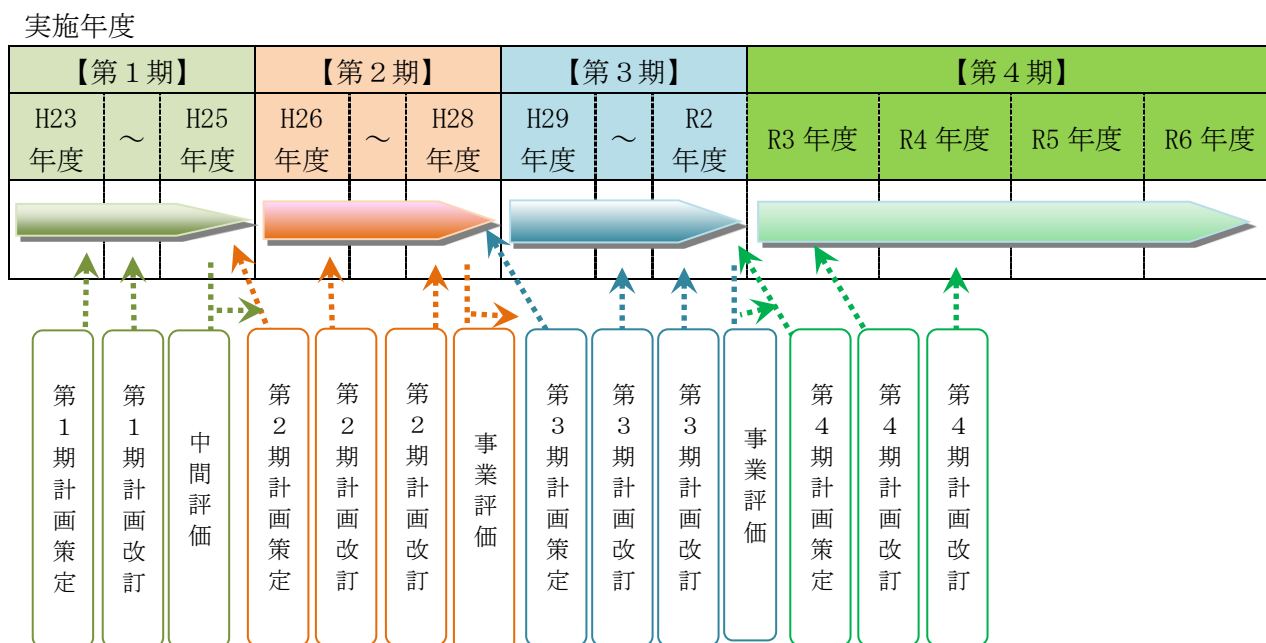 実施年度
【第1期】
【第2期】
【第3期】
【第4期】
H23
年度
～
H25
年度
H26
年度
～
H28
年度
H29
年度
～
R2
年度
R3 年度
R4 年度
R5 年度
R6 年度
第1期計画策定
第1期計画改訂
中間評価
第2期計画策定
第2期計画改訂
第2期計画改訂
事業評価
第3期計画策定
第3期計画改訂
第3期計画改訂
事業評価
第4期計画策定
第4期計画改訂
第4期計画改訂